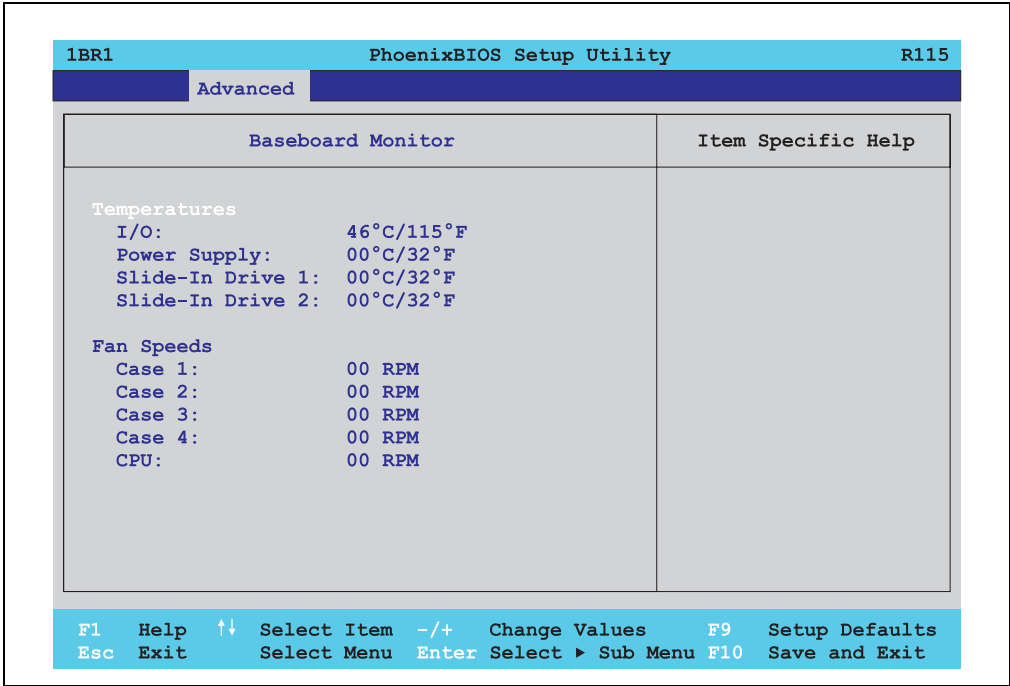 1BR1 PhoenixBIOS Setup Utility R115
Advanced
Baseboard Monitor
Item Specific Help
Temperatures
I/O: 46°C/115°F
Power Supply: 00°C/32°F
Slide-In Drive 1: 00°C/32°F
Slide-In Drive 2: 00°C/32°F
Fan Speeds
Case 1: 00 RPM
Case 2: 00 RPM
Case 3: 00 RPM
Case 4: 00 RPM
CPU: 00 RPM
F1 Help ↑↓ Select Item -/+ Change Values F9 Setup Defaults
Esc Exit Select Menu Enter Select ▶ Sub Menu F10 Save and Exit